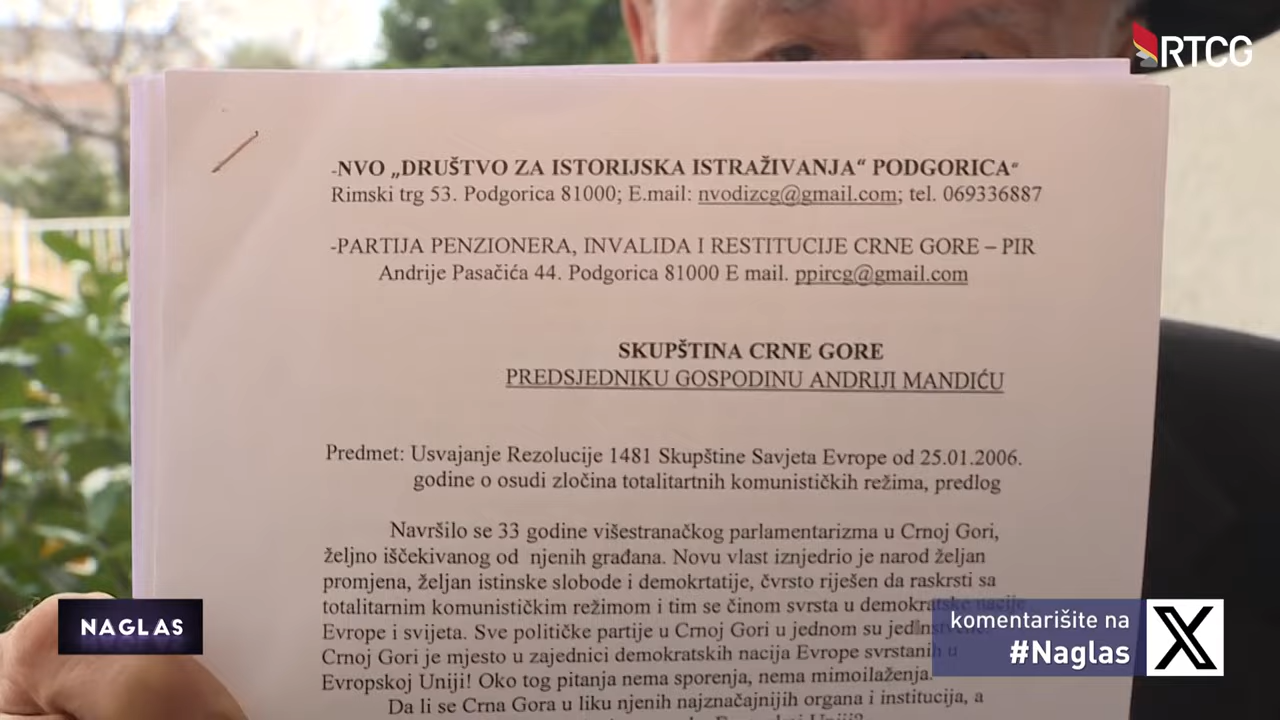 RTCG
-NVO „DRUŠTVO ZA ISTORIJSKA ISTRAŽIVANJA“ PODGORICA“
Rimski trg 53. Podgorica 81000; E.mail: nvodizcg@gmail.com; tel. 069336887
-PARTIJA PENZIONERA, INVALIDA I RESTITUCIJE CRNE GORE – PIR
Andrije Pasačića 44. Podgorica 81000 E mail. ppircg@gmail.com
SKUPŠTINA CRNE GORE
PREDSJEDNIKU GOSPODINU ANDRIJI MANDIĆU
Predmet: Usvajanje Rezolucije 1481 Skupštine Savjeta Evrope od 25.01.2006.
godine o osudi zločina totalitartnih komunističkih režima, predlog
Navršilo se 33 godine višestranačkog parlamentarizma u Crnoj Gori,
željno iščekivanog od njenih građana. Novu vlast iznjedrio je narod željan
promjena, željan istinske slobode i demokrtatije, čvrsto riješen da raskrsti sa
totalitarnim komunističkim režimom i tim se činom svrsta u demokratske nacije
Evrope i svijeta. Sve političke partije u Crnoj Gori u jednom su jedinstvene:
Crnoj Gori je mjesto u zajednici demokratskih nacija Evrope svrstanih u
Evropskoj Uniji! Oko tog pitanja nema sporenja, nema mimoilaženja.
Da li se Crna Gora u liku njenih najznačajnijih organa i institucija, a
NAGLAS
komentarišite na
#Naglas
X